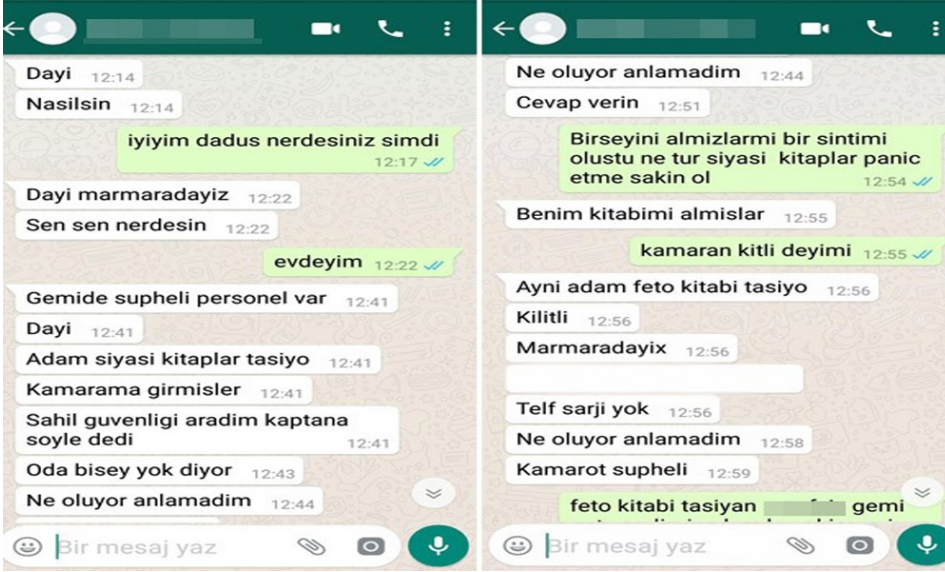 Dayi 12:14
Nasilsin 12:14
iyiyim dadus nerdesiniz simdi
12:17
Dayi marmaradayiz 12:22
Sen sen nerdesin 12:22
evdeyim 12:22
Gemide supheli personel var 12:41
Dayi 12:41
Adam siyasi kitaplar tasiyo 12:41
Kamarama girmisler 12:41
Sahil guvenligi aradim kaptana
soyle dedi 12:41
Oda bisey yok diyor 12:43
Ne oluyor anlamadim 12:44
Bir mesaj yaz
Ne oluyor anlamadim 12:44
Cevap verin 12:51
Birseyini almizlarmi bir sintimi
olustu ne tur siyasi kitaplar panic
etme sakin ol 12:54
Benim kitabimi almislar 12:55
kamaran kitli deyimi 12:55
Ayni adam feto kitabi tasiyo 12:56
Kilitli 12:56
Marmaradayix 12:56
Telf sarji yok 12:56
Ne oluyor anlamadim 12:58
Kamarot supheli 12:59
feto kitabi tasiyan gemi
Bir mesaj yaz